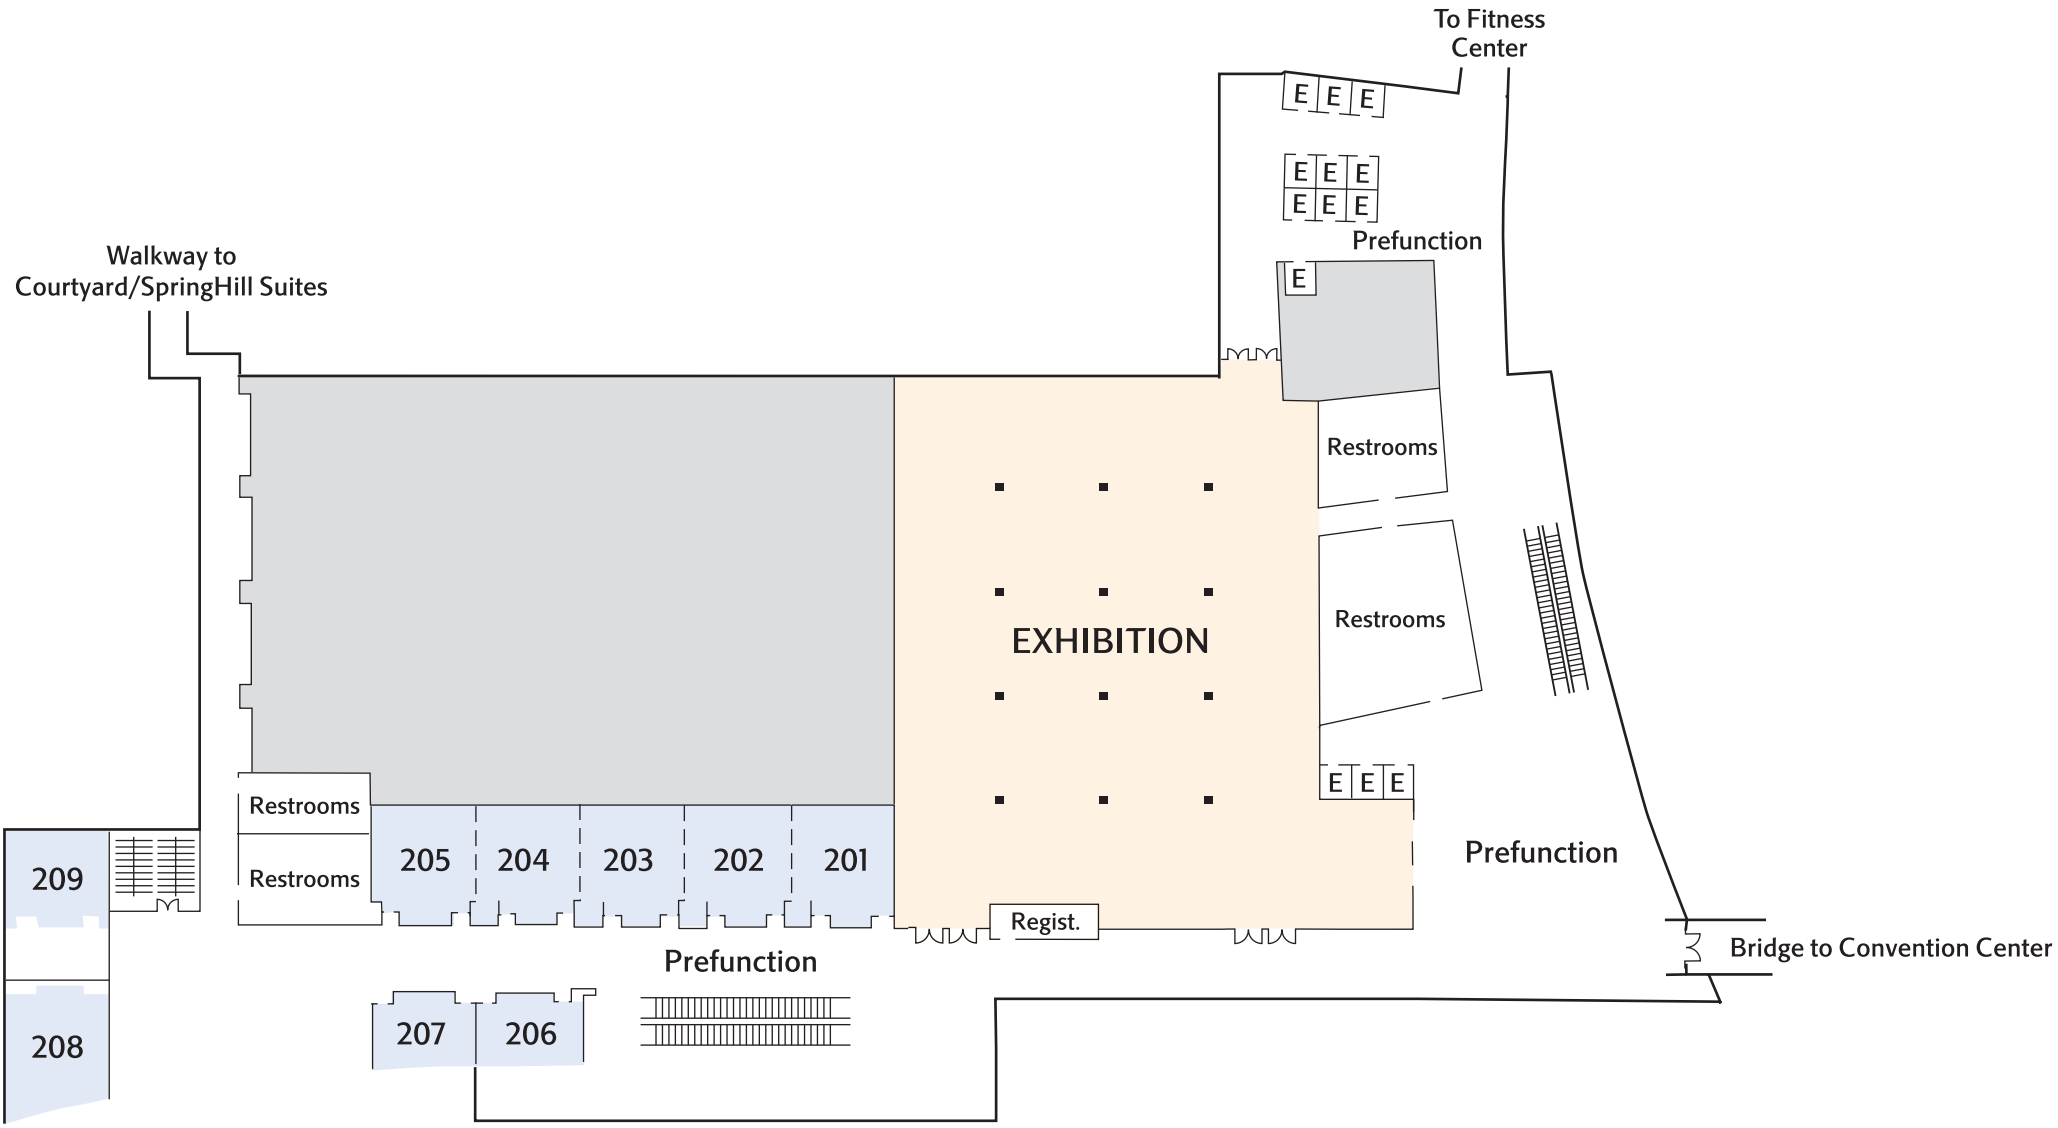 To Fitness
Center
E E E
E E E
E E E
Prefunction
Walkway to
Courtyard/SpringHill Suites
E
Restrooms
Restrooms
EXHIBITION
E E E
Restrooms
Restrooms
205 204 203 202 201
Prefunction
209
Regist.
Bridge to Convention Center
Prefunction
207 206
208